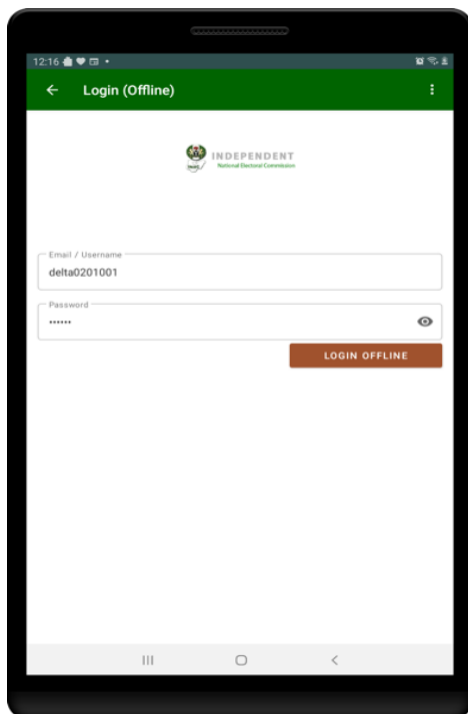 12:16
Login (Offline)
INDEPENDENT
National Electoral Commission
Email / Username
delta0201001
Password
••••••
LOGIN OFFLINE